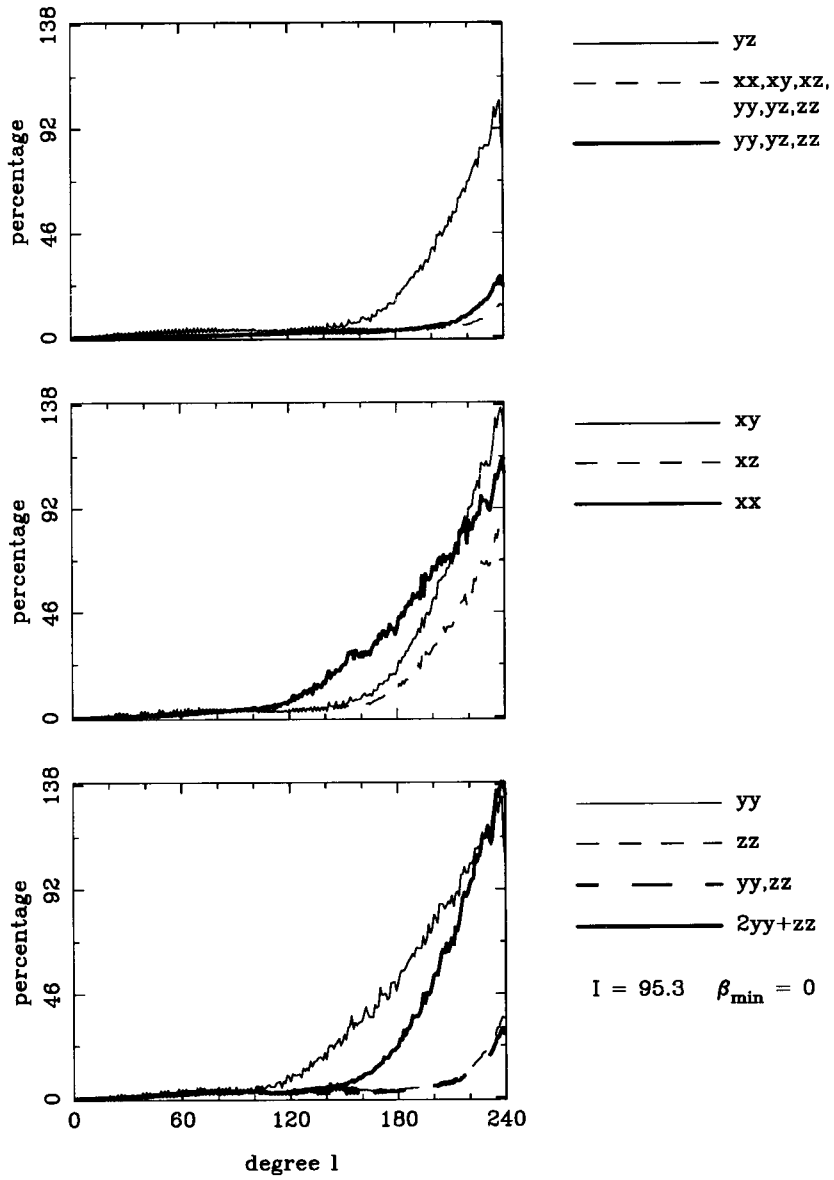 138
92
46
0
percentage
yz
xx,xy,xz,
yy,yz,zz
yy,yz,zz
138
92
46
0
percentage
xy
xz
xx
138
92
46
0
percentage
yy
zz
yy,zz
2yy+zz
I = 95.3 βmin = 0
0 60 120 180 240
degree l